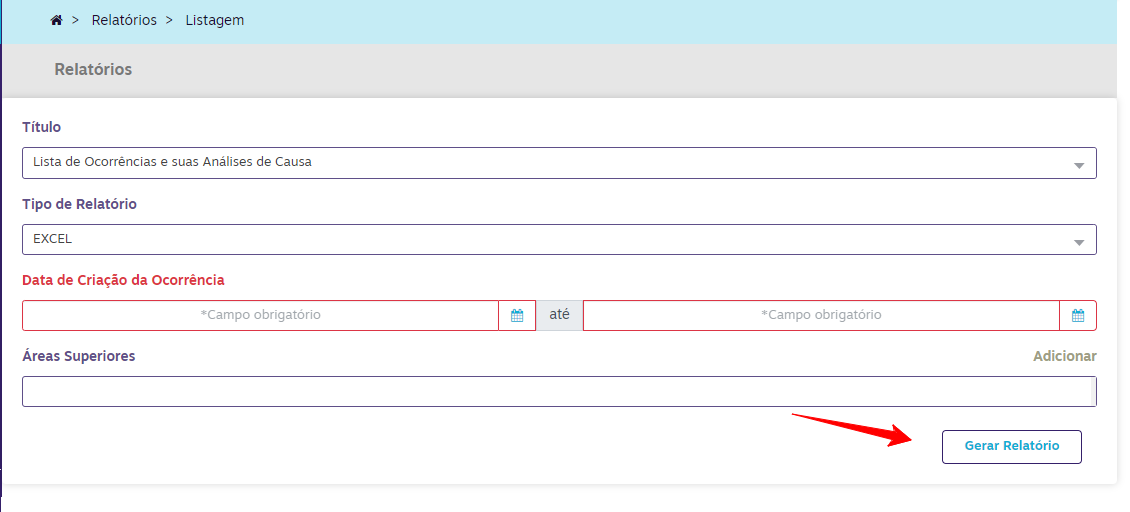 > Relatórios > Listagem
Relatórios
Título
Lista de Ocorrências e suas Análises de Causa
Tipo de Relatório
EXCEL
Data de Criação da Ocorrência
*Campo obrigatório até *Campo obrigatório
Áreas Superiores Adicionar
Gerar Relatório